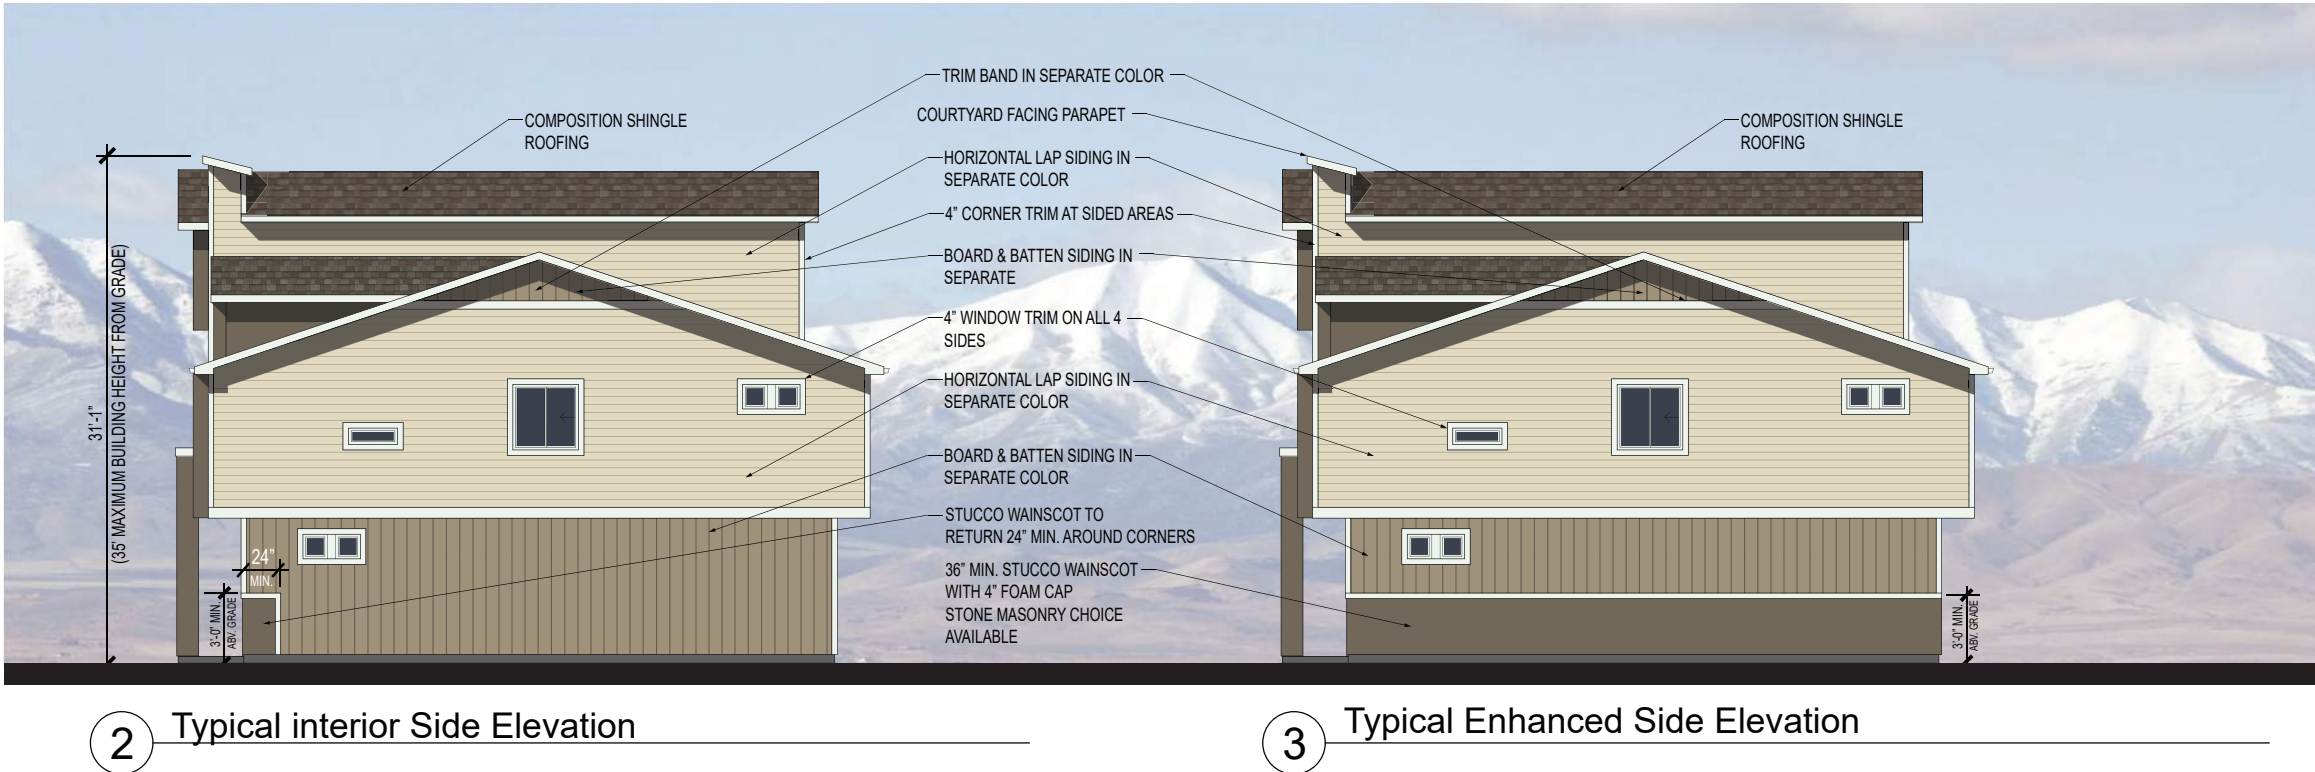 TRIM BAND IN SEPARATE COLOR
COURTYARD FACING PARAPET
COMPOSITION SHINGLE
ROOFING
COMPOSITION SHINGLE
ROOFING
HORIZONTAL LAP SIDING IN
SEPARATE COLOR
4" CORNER TRIM AT SIDED AREAS
BOARD & BATTEN SIDING IN
SEPARATE
4" WINDOW TRIM ON ALL 4
SIDES
HORIZONTAL LAP SIDING IN
SEPARATE COLOR
BOARD & BATTEN SIDING IN
SEPARATE COLOR
STUCCO WAINSCOT TO
RETURN 24" MIN. AROUND CORNERS
36" MIN. STUCCO WAINSCOT
WITH 4" FOAM CAP
STONE MASONRY CHOICE
AVAILABLE
31'-1"
(35' MAXIMUM BUILDING HEIGHT FROM GRADE)
24"
MIN.
3'-0" MIN.
ABV. GRADE
3'-0" MIN.
ABV. GRADE
2 Typical interior Side Elevation
3 Typical Enhanced Side Elevation